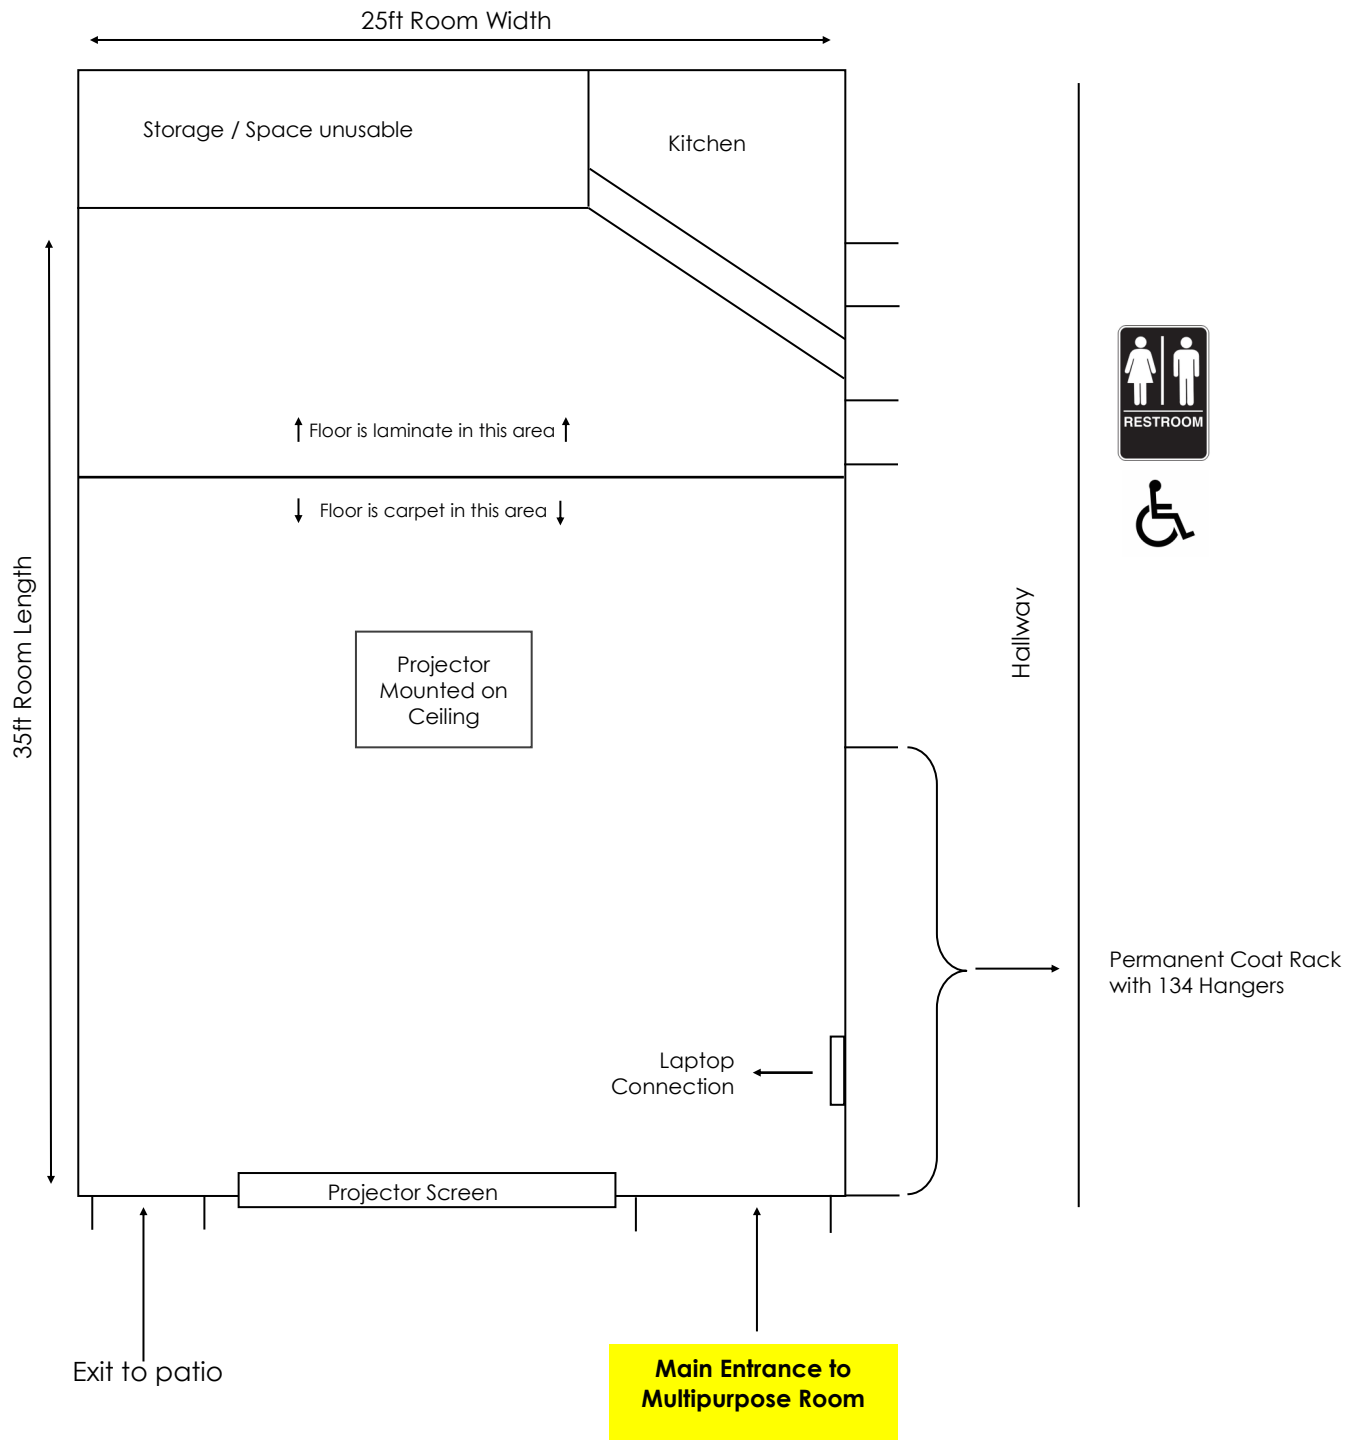 25ft Room Width
Storage / Space unusable
Kitchen
RESTROOM
Floor is laminate in this area
Floor is carpet in this area
35ft Room Length
Hallway
Projector
Mounted on
Ceiling
Permanent Coat Rack
with 134 Hangers
Laptop
Connection
Projector Screen
Exit to patio
Main Entrance to
Multipurpose Room